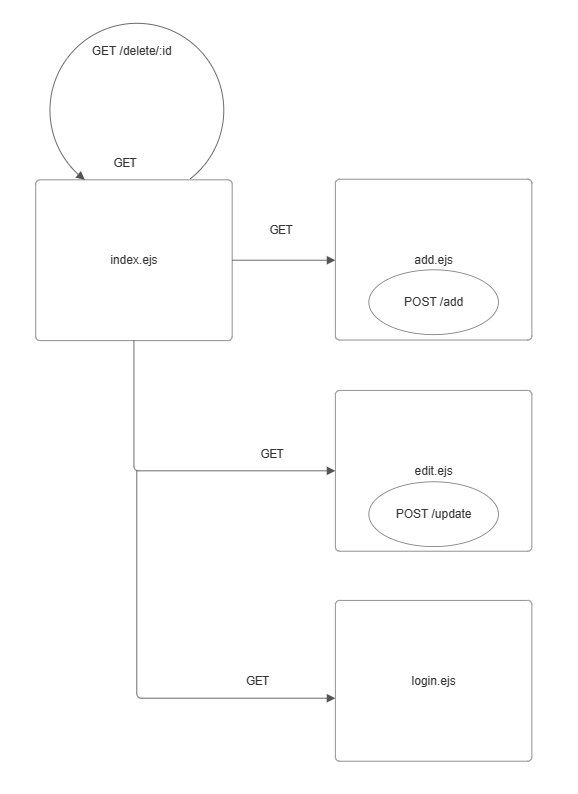 GET /delete/:id
GET
index.ejs
GET
add.ejs
POST /add
GET
edit.ejs
POST /update
GET
login.ejs